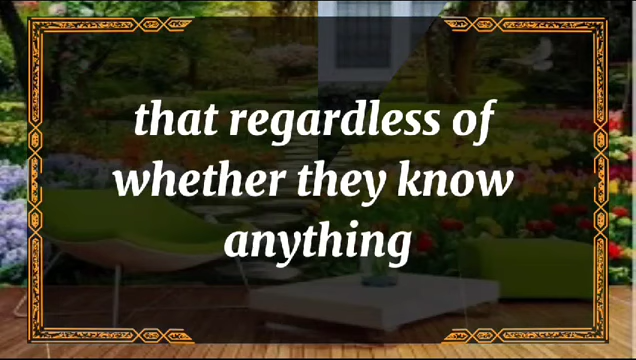 that regardless of
whether they know
anything